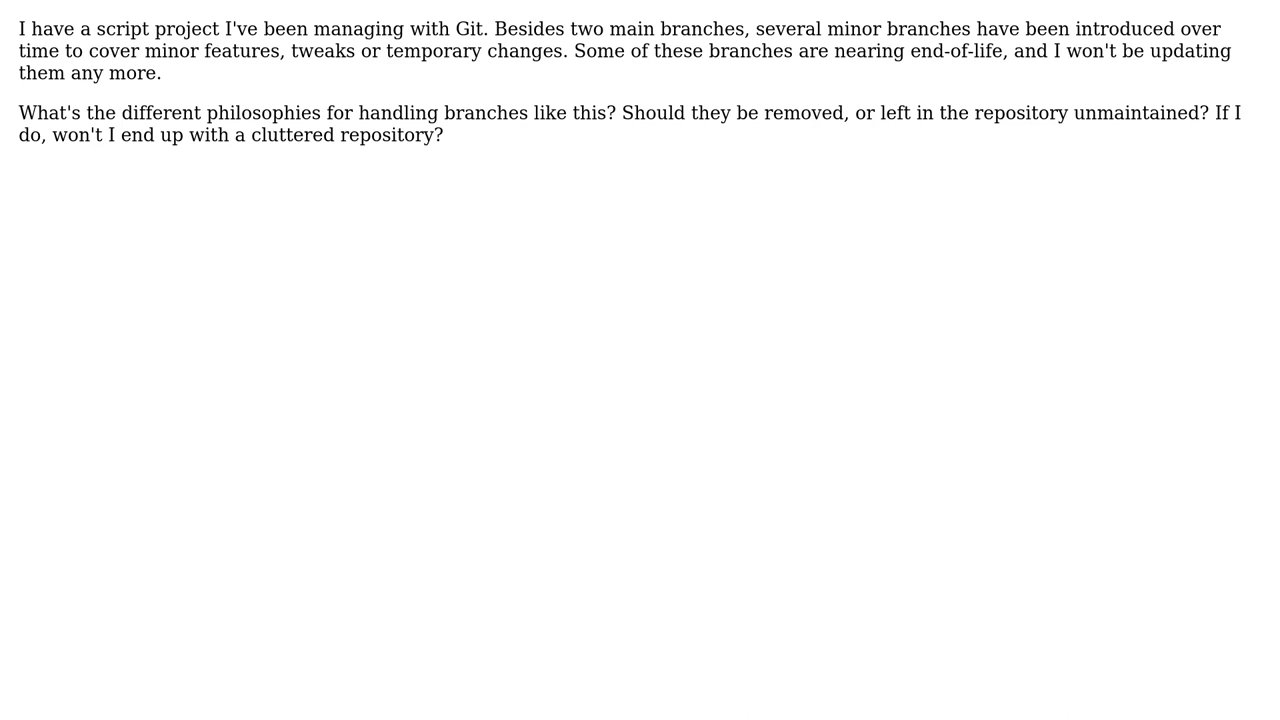 I have a script project I've been managing with Git. Besides two main branches, several minor branches have been introduced over
time to cover minor features, tweaks or temporary changes. Some of these branches are nearing end-of-life, and I won't be updating
them any more.
What's the different philosophies for handling branches like this? Should they be removed, or left in the repository unmaintained? If I
do, won't I end up with a cluttered repository?